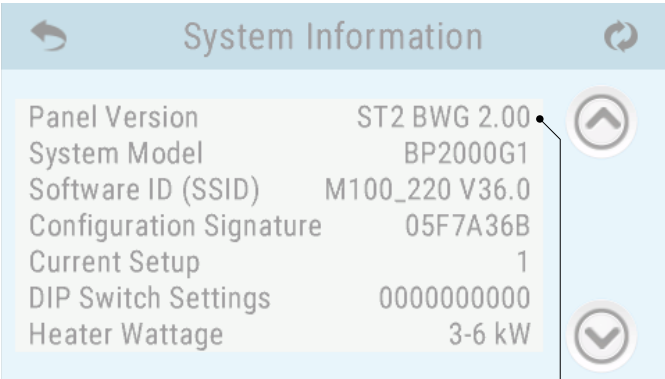 System Information
Panel Version ST2 BWG 2.00
System Model BP2000G1
Software ID (SSID) M100_220 V36.0
Configuration Signature 05F7A36B
Current Setup 1
DIP Switch Settings 0000000000
Heater Wattage 3-6 kW